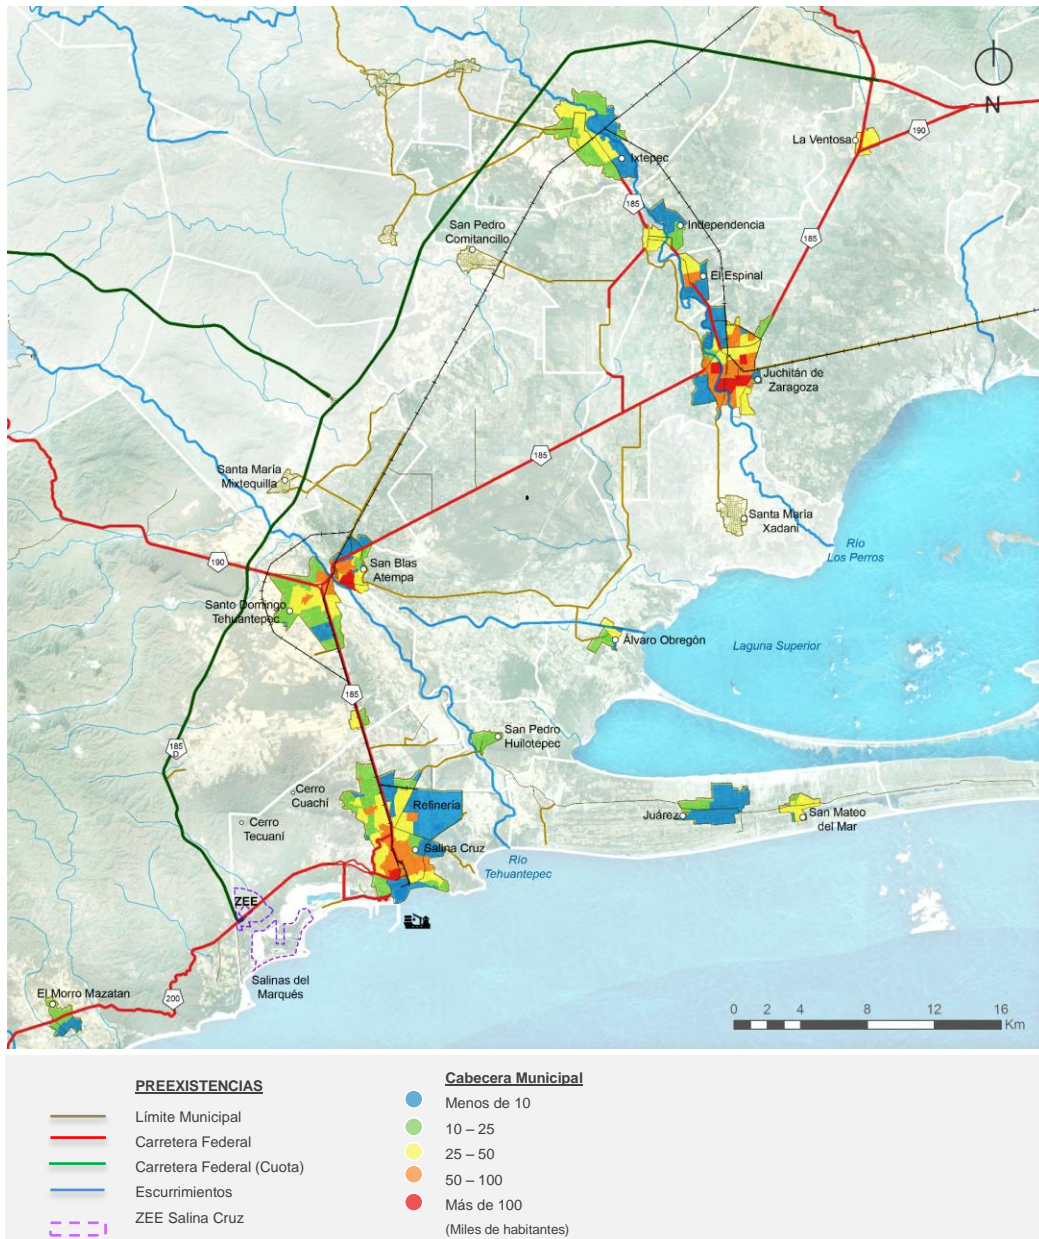 N
190
La Ventosa
Ixtepec
185
San Pedro
Comitancillo
Independencia
185
El Espinal
Juchitán de
Zaragoza
185
Santa María
Mixtequilla
Santa María
Xadani
Río
Los Perros
190
San Blas
Atempa
Santo Domingo
Tehuantepec
Álvaro Obregón
Laguna Superior
185
San Pedro
Huilotepec
185
D
Cerro
Cuachí
Refinería
Cerro
Tecuaní
Juárez
San Mateo
del Mar
Salina Cruz
Río
Tehuantepec
ZEE
Salinas del
Marqués
El Morro Mazatan
200
0 2 4 8 12 16
Km
PREEXISTENCIAS
Límite Municipal
Carretera Federal
Carretera Federal (Cuota)
Escurrimientos
ZEE Salina Cruz
Cabecera Municipal
Menos de 10
10 – 25
25 – 50
50 – 100
Más de 100
(Miles de habitantes)